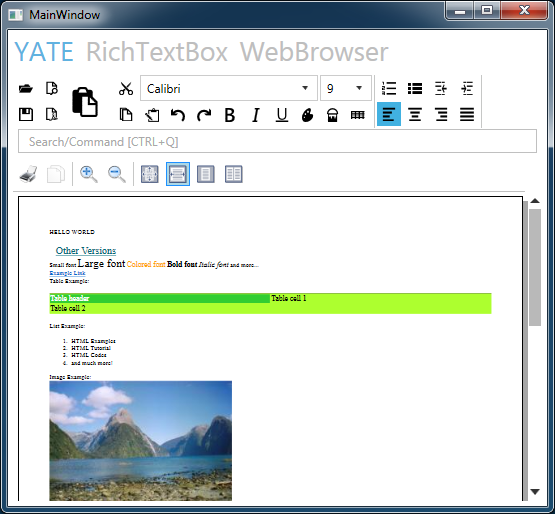 MainWindow
YATE RichTextBox WebBrowser
Calibri 9
B I U
Search/Command [CTRL+Q]
HELLO WORLD
Other Versions
Small font Large font Colored font Bold font Italic font and more...
Example Link
Table Example:
Table header Table cell 1
Table cell 2
List Example:
1. HTML Examples
2. HTML Tutorial
3. HTML Codes
4. and much more!
Image Example: